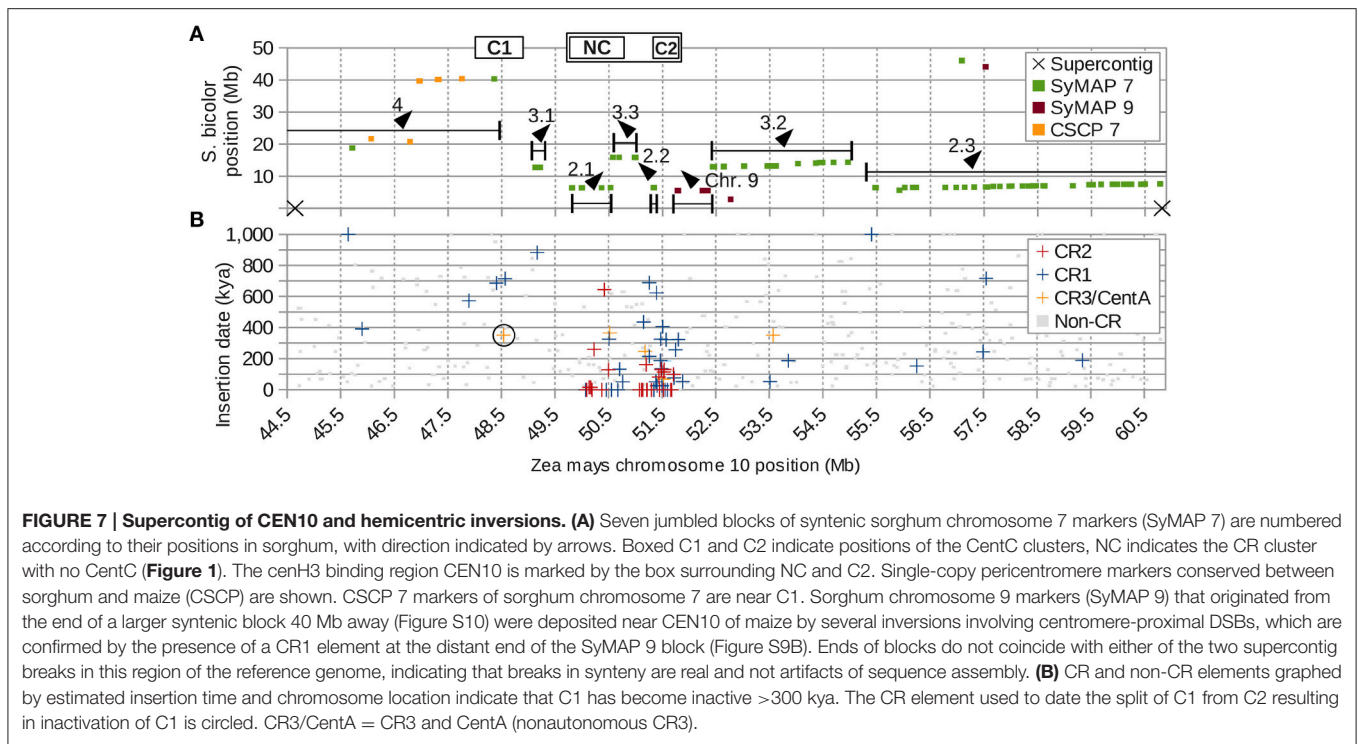 A
C1
NC
C2
S. bicolor
position (Mb)
50
40
30
20
10
4
3.1
3.3
3.2
2.1
2.2
Chr. 9
2.3
Supercontig
SyMAP 7
SyMAP 9
CSCP 7
B
Insertion date (kya)
1,000
800
600
400
200
0
CR2
CR1
CR3/CentA
Non-CR
44.5
45.5
46.5
47.5
48.5
49.5
50.5
51.5
52.5
53.5
54.5
55.5
56.5
57.5
58.5
59.5
60.5
Zea mays chromosome 10 position (Mb)
FIGURE 7 | Supercontig of CEN10 and hemicentric inversions. (A) Seven jumbled blocks of syntenic sorghum chromosome 7 markers (SyMAP 7) are numbered
according to their positions in sorghum, with direction indicated by arrows. Boxed C1 and C2 indicate positions of the CentC clusters, NC indicates the CR cluster
with no CentC (Figure 1). The cenH3 binding region CEN10 is marked by the box surrounding NC and C2. Single-copy pericentromere markers conserved between
sorghum and maize (CSCP) are shown. CSCP 7 markers of sorghum chromosome 7 are near C1. Sorghum chromosome 9 markers (SyMAP 9) that originated from
the end of a larger syntenic block 40 Mb away (Figure S10) were deposited near CEN10 of maize by several inversions involving centromere-proximal DSBs, which are
confirmed by the presence of a CR1 element at the distant end of the SyMAP 9 block (Figure S9B). Ends of blocks do not coincide with either of the two supercontig
breaks in this region of the reference genome, indicating that breaks in synteny are real and not artifacts of sequence assembly. (B) CR and non-CR elements graphed
by estimated insertion time and chromosome location indicate that C1 has become inactive >300 kya. The CR element used to date the split of C1 from C2 resulting
in inactivation of C1 is circled. CR3/CentA = CR3 and CentA (nonautonomous CR3).